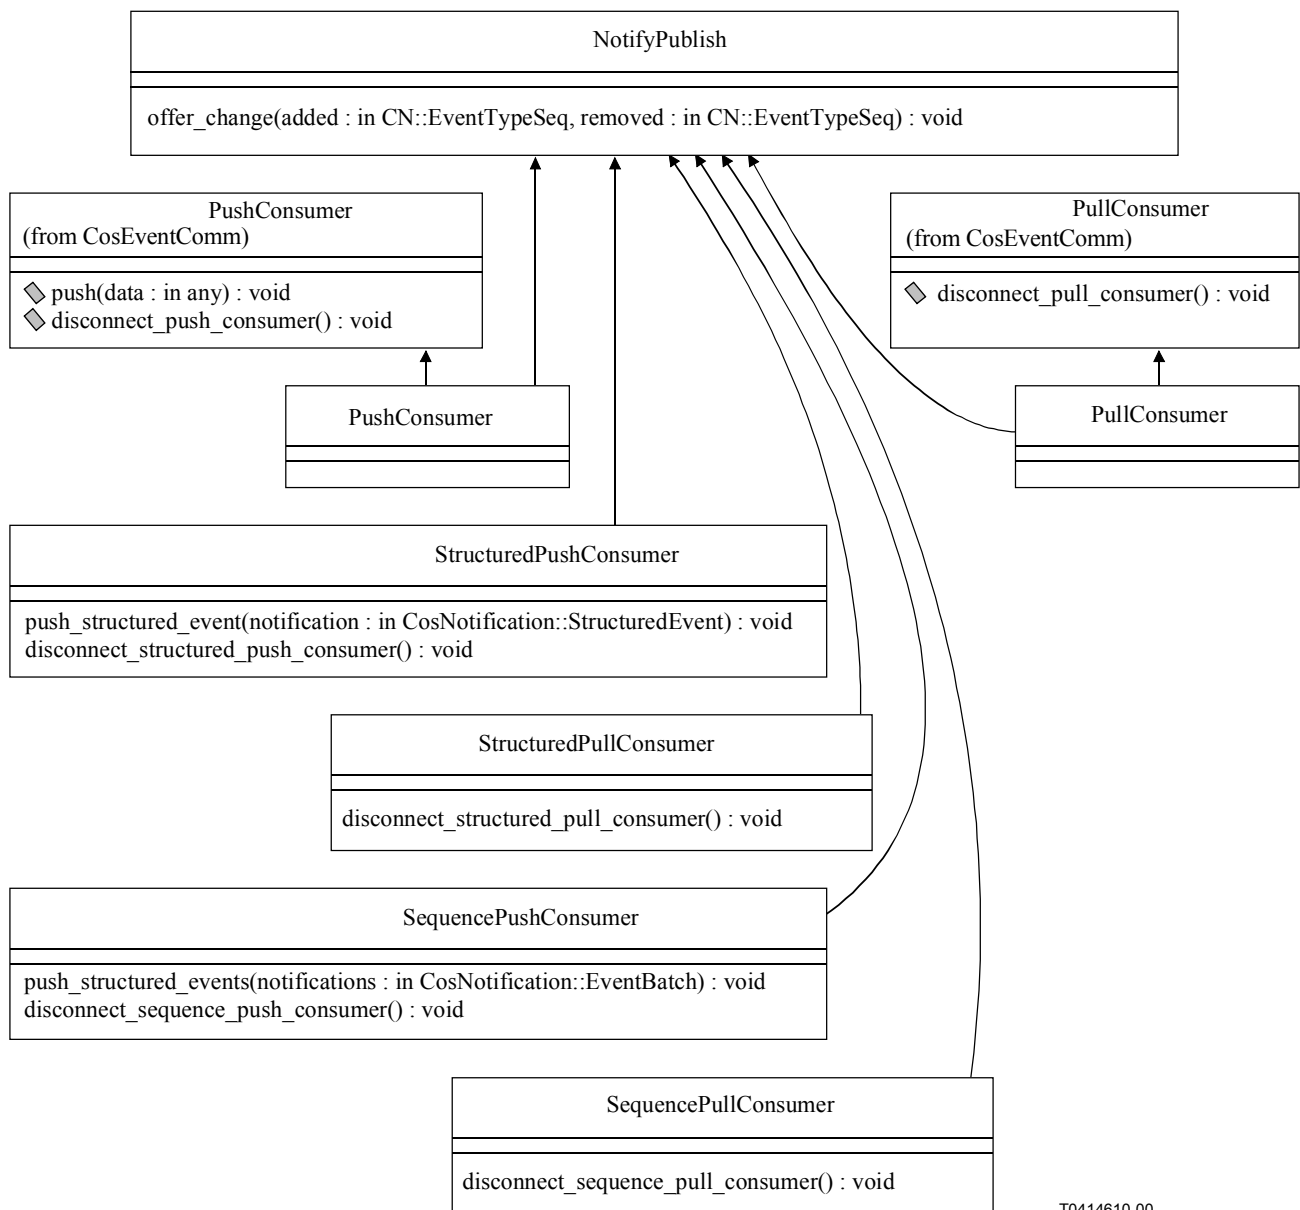 NotifyPublish
offer_change(added : in CN::EventTypeSeq, removed : in CN::EventTypeSeq) : void
PushConsumer
(from CosEventComm)
push(data : in any) : void
disconnect_push_consumer() : void
PullConsumer
(from CosEventComm)
disconnect_pull_consumer() : void
PushConsumer
PullConsumer
StructuredPushConsumer
push_structured_event(notification : in CosNotification::StructuredEvent) : void
disconnect_structured_push_consumer() : void
StructuredPullConsumer
disconnect_structured_pull_consumer() : void
SequencePushConsumer
push_structured_events(notifications : in CosNotification::EventBatch) : void
disconnect_sequence_push_consumer() : void
SequencePullConsumer
disconnect_sequence_pull_consumer() : void
T0414610-00